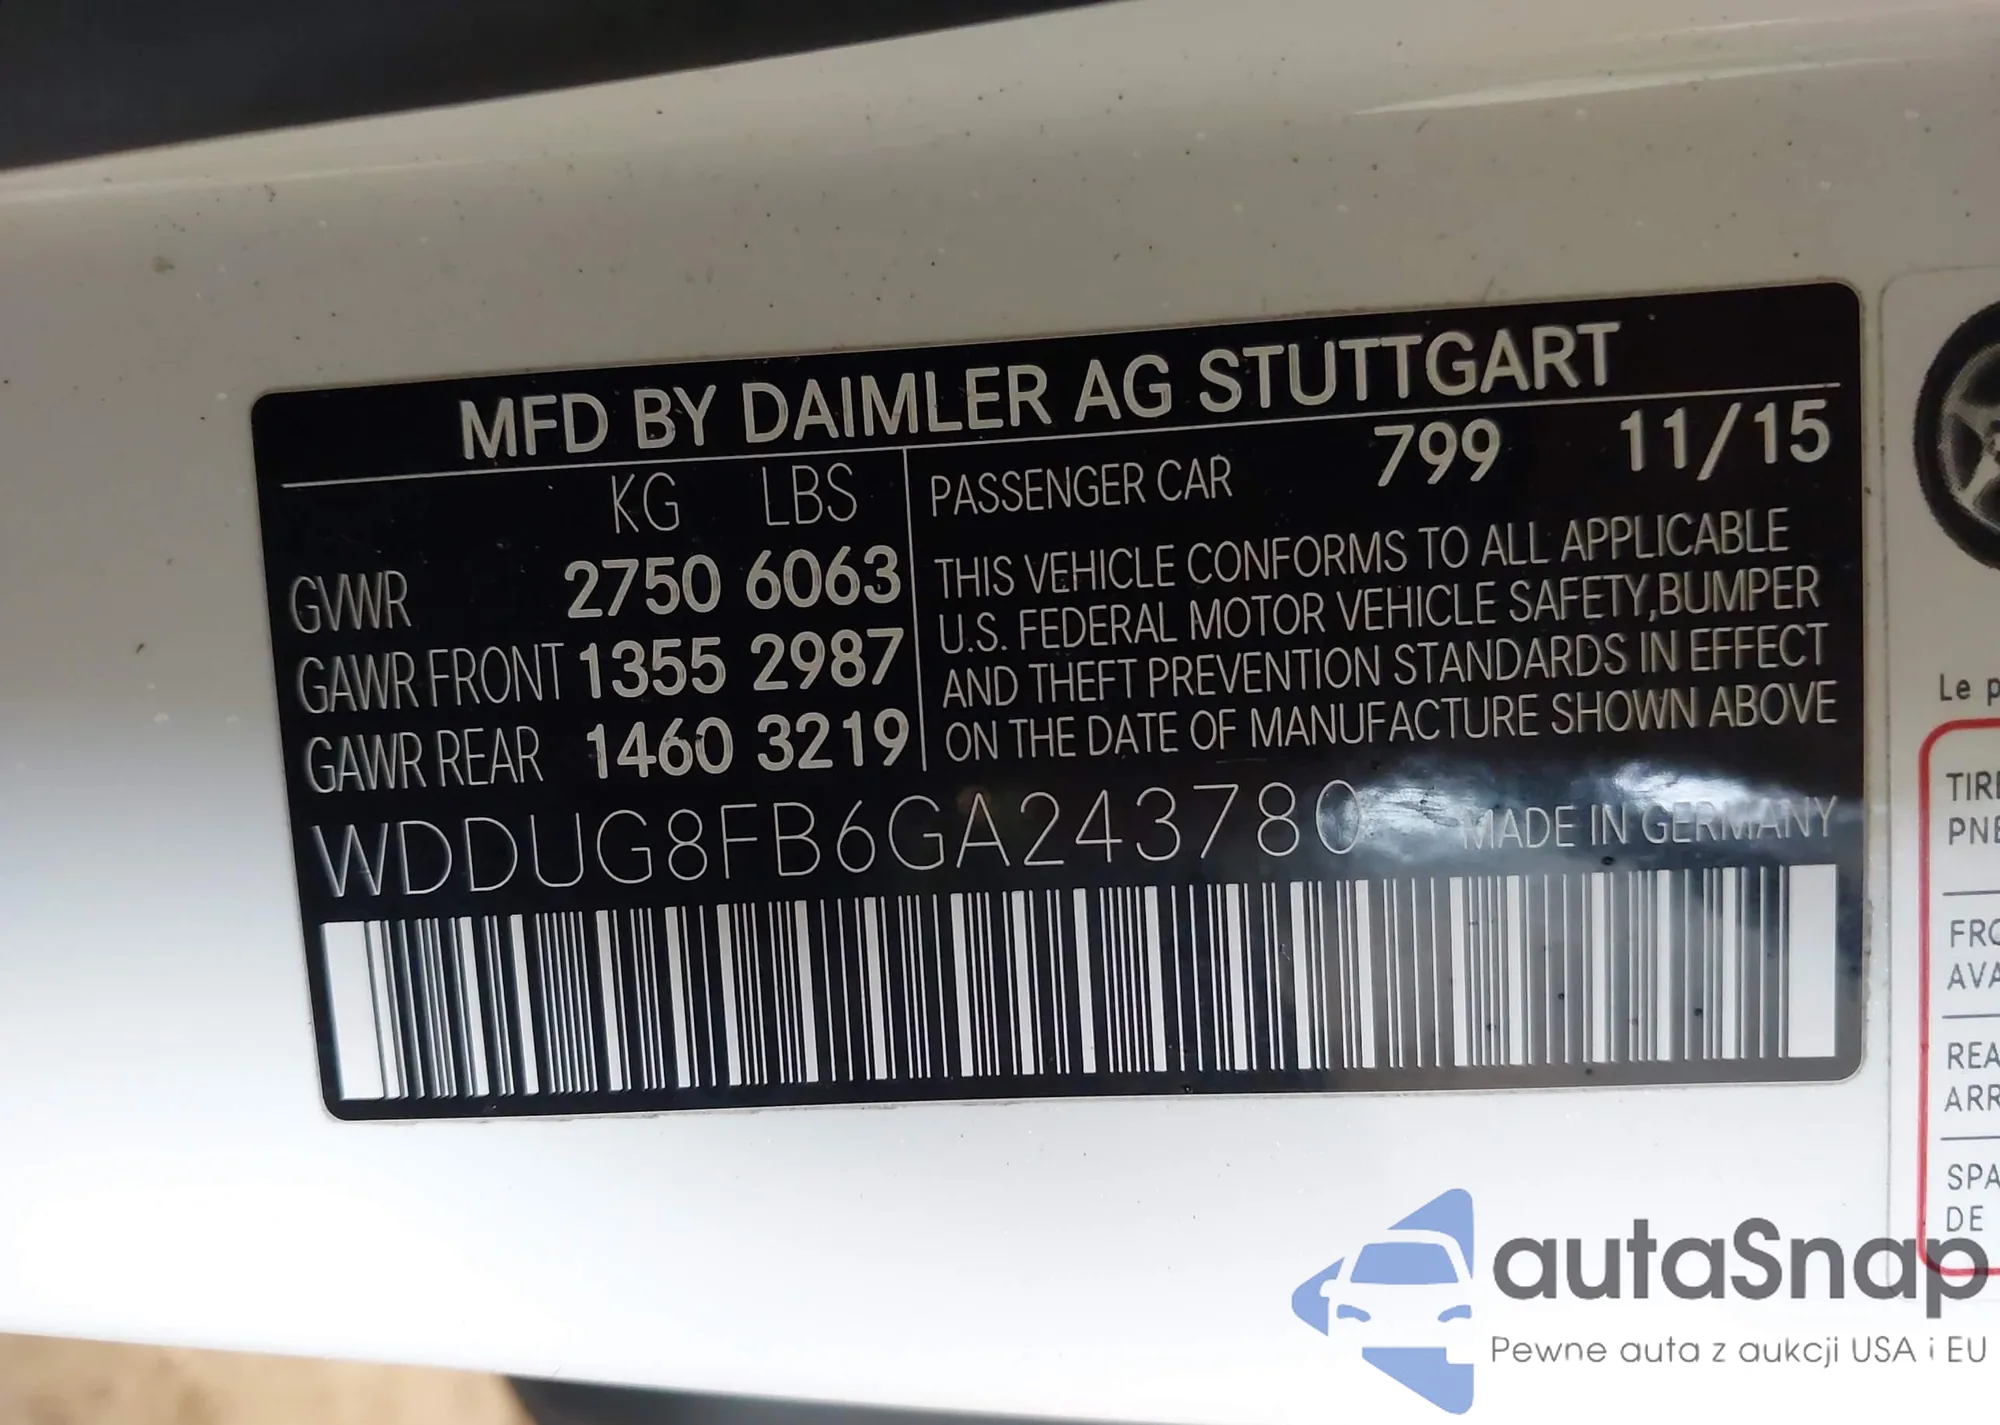 MFD BY DAIMLER AG STUTTGART
KG LBS
GVWR 2750 6063
GAWR FRONT 1355 2987
GAWR REAR 1460 3219
PASSENGER CAR 799 11/15
THIS VEHICLE CONFORMS TO ALL APPLICABLE
U.S. FEDERAL MOTOR VEHICLE SAFETY,BUMPER
AND THEFT PREVENTION STANDARDS IN EFFECT
ON THE DATE OF MANUFACTURE SHOWN ABOVE
WDDUG8FB6GA243780 MADE IN GERMANY
Le
DE
autaSnap
Pewne auta z aukcji USA i EU